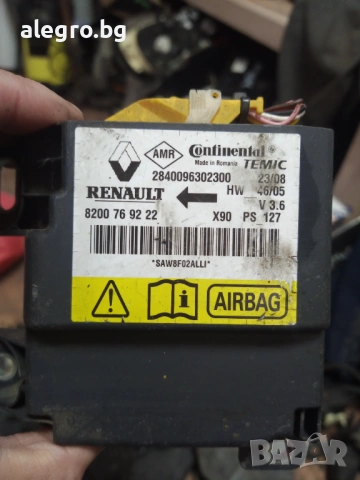 alegro.bg
AMR
Continental
Made in Romania TEMIC
2840096302300 23/08
RENAULT HW 46/05
V 3.6
8200 76 92 22 X90 PS 127
*SAW8F02ALLI*
! i AIRBAG
BAZAR